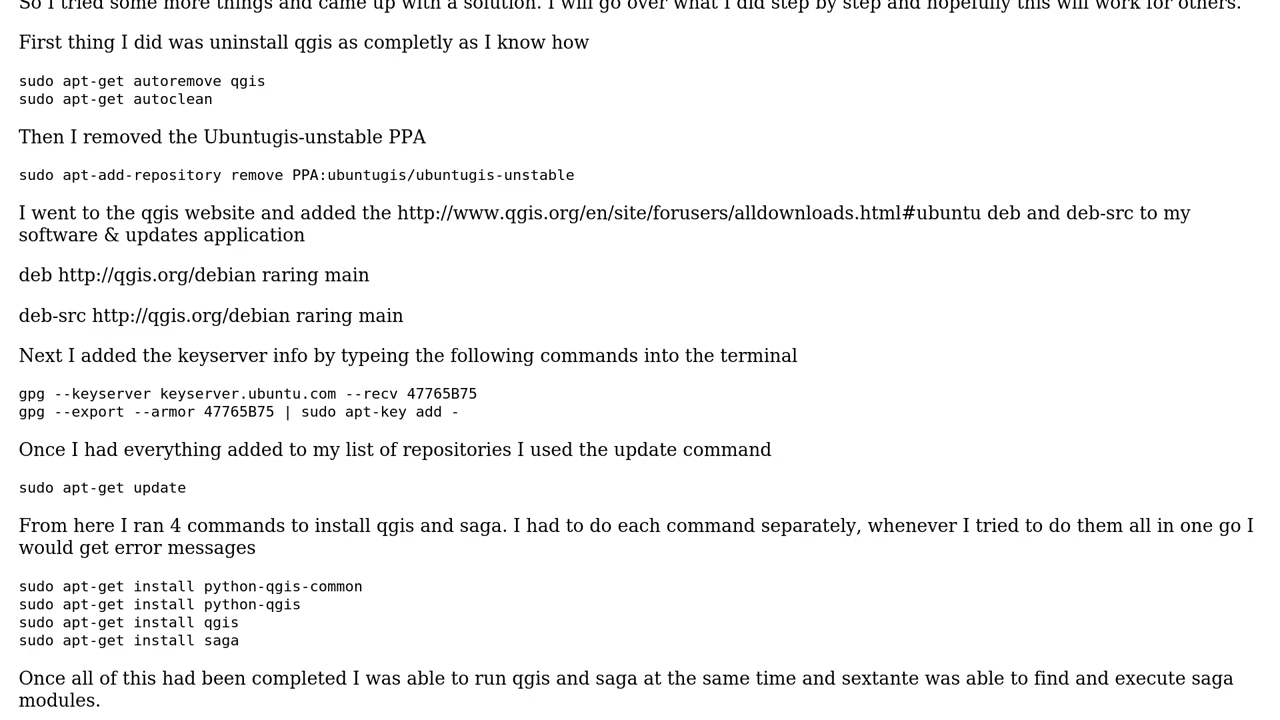 So I tried some more things and came up with a solution. I will go over what I did step by step and hopefully this will work for others.
First thing I did was uninstall qgis as completly as I know how
sudo apt-get autoremove qgis
sudo apt-get autoclean
Then I removed the Ubuntugis-unstable PPA
sudo apt-add-repository remove PPA:ubuntugis/ubuntugis-unstable
I went to the qgis website and added the http://www.qgis.org/en/site/forusers/alldownloads.html#ubuntu deb and deb-src to my
software & updates application
deb http://qgis.org/debian raring main
deb-src http://qgis.org/debian raring main
Next I added the keyserver info by typeing the following commands into the terminal
gpg --keyserver keyserver.ubuntu.com --recv 47765B75
gpg --export --armor 47765B75 | sudo apt-key add -
Once I had everything added to my list of repositories I used the update command
sudo apt-get update
From here I ran 4 commands to install qgis and saga. I had to do each command separately, whenever I tried to do them all in one go I
would get error messages
sudo apt-get install python-qgis-common
sudo apt-get install python-qgis
sudo apt-get install qgis
sudo apt-get install saga
Once all of this had been completed I was able to run qgis and saga at the same time and sextante was able to find and execute saga
modules.